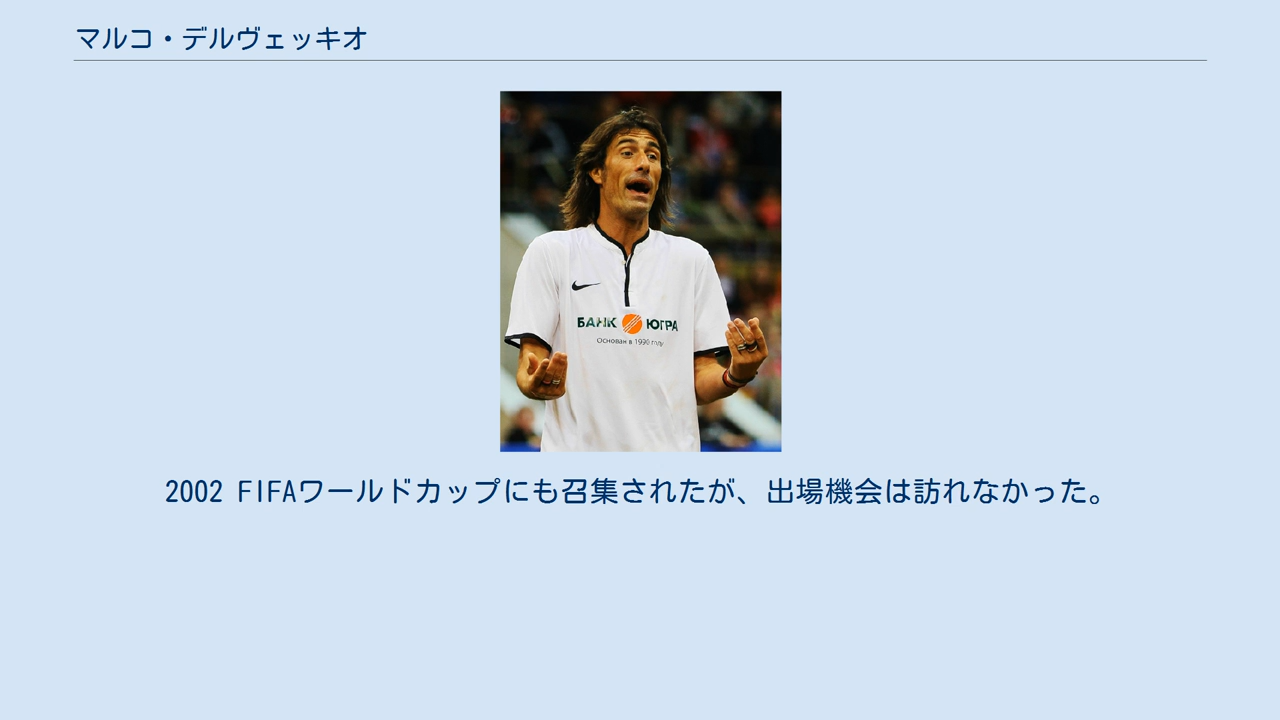 マルコ・デルヴェッキオ
БАНК ЮГРА
Основан в 1990 году
2002 FIFAワールドカップにも召集されたが、出場機会は訪れなかった。